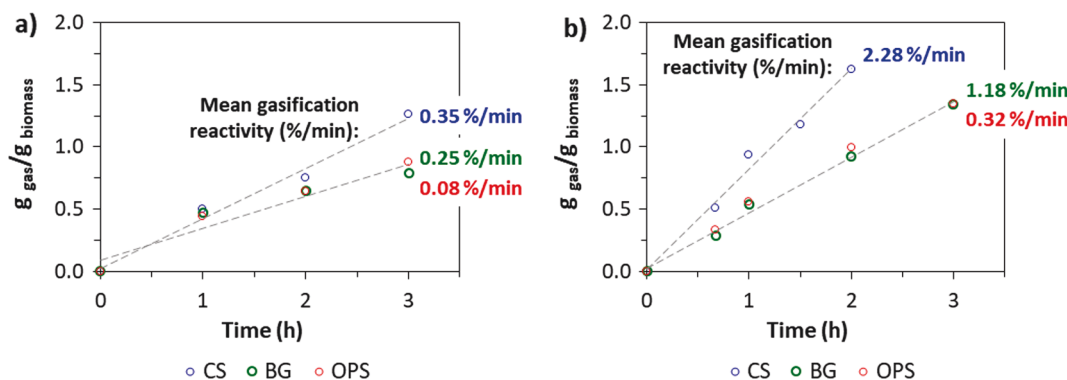 a)
2.0
1.5
1.0
0.5
0.0
g gas/g biomass
Mean gasification
reactivity (%/min):
0.35 %/min
0.25 %/min
0.08 %/min
0 1 2 3
Time (h)
CS BG OPS
b)
2.0
1.5
1.0
0.5
0.0
g gas/g biomass
Mean gasification
reactivity (%/min):
2.28 %/min
1.18 %/min
0.32 %/min
0 1 2 3
Time (h)
CS BG OPS